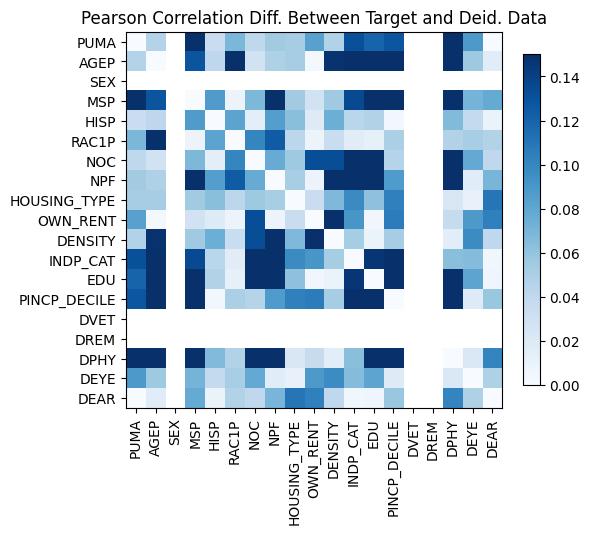 Pearson Correlation Diff. Between Target and Deid. Data
PUMA
AGEP
SEX
MSP
HISP
RAC1P
NOC
NPF
HOUSING_TYPE
OWN_RENT
DENSITY
INDP_CAT
EDU
PINCP_DECILE
DVET
DREM
DPHY
DEYE
DEAR
0.14
0.12
0.10
0.08
0.06
0.04
0.02
0.00
PUMA
AGEP
SEX
MSP
HISP
RAC1P
NOC
NPF
HOUSING_TYPE
OWN_RENT
DENSITY
INDP_CAT
EDU
PINCP_DECILE
DVET
DREM
DPHY
DEYE
DEAR